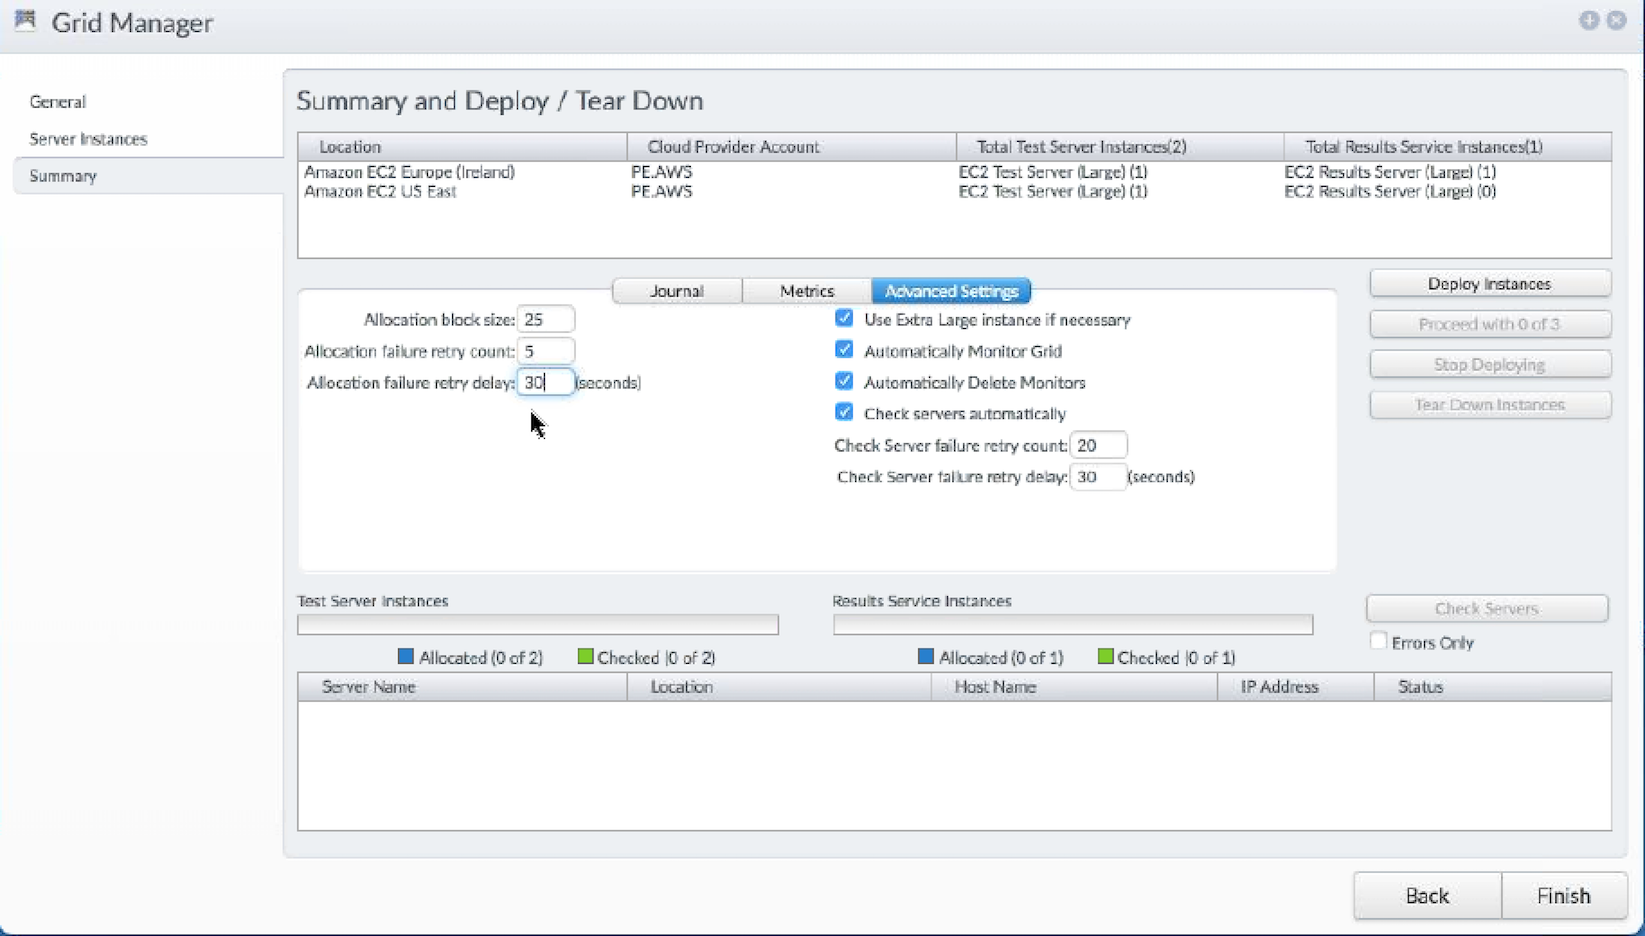 Grid Manager
General
Server Instances
Summary
Summary and Deploy / Tear Down
Location Cloud Provider Account Total Test Server Instances(2) Total Results Service Instances(1)
Amazon EC2 Europe (Ireland) PE.AWS EC2 Test Server (Large) (1) EC2 Results Server (Large) (1)
Amazon EC2 US East PE.AWS EC2 Test Server (Large) (1) EC2 Results Server (Large) (0)
Journal Metrics Advanced Settings
Allocation block size: 25
Allocation failure retry count: 5
Allocation failure retry delay: 30 (seconds)
Use Extra Large instance if necessary
Automatically Monitor Grid
Automatically Delete Monitors
Check servers automatically
Check Server failure retry count: 20
Check Server failure retry delay: 30 (seconds)
Deploy Instances
Proceed with 0 of 3
Stop Deploying
Tear Down Instances
Test Server Instances
Allocated (0 of 2) Checked (0 of 2)
Results Service Instances
Allocated (0 of 1) Checked (0 of 1)
Check Servers
Errors Only
Server Name Location Host Name IP Address Status
Back Finish